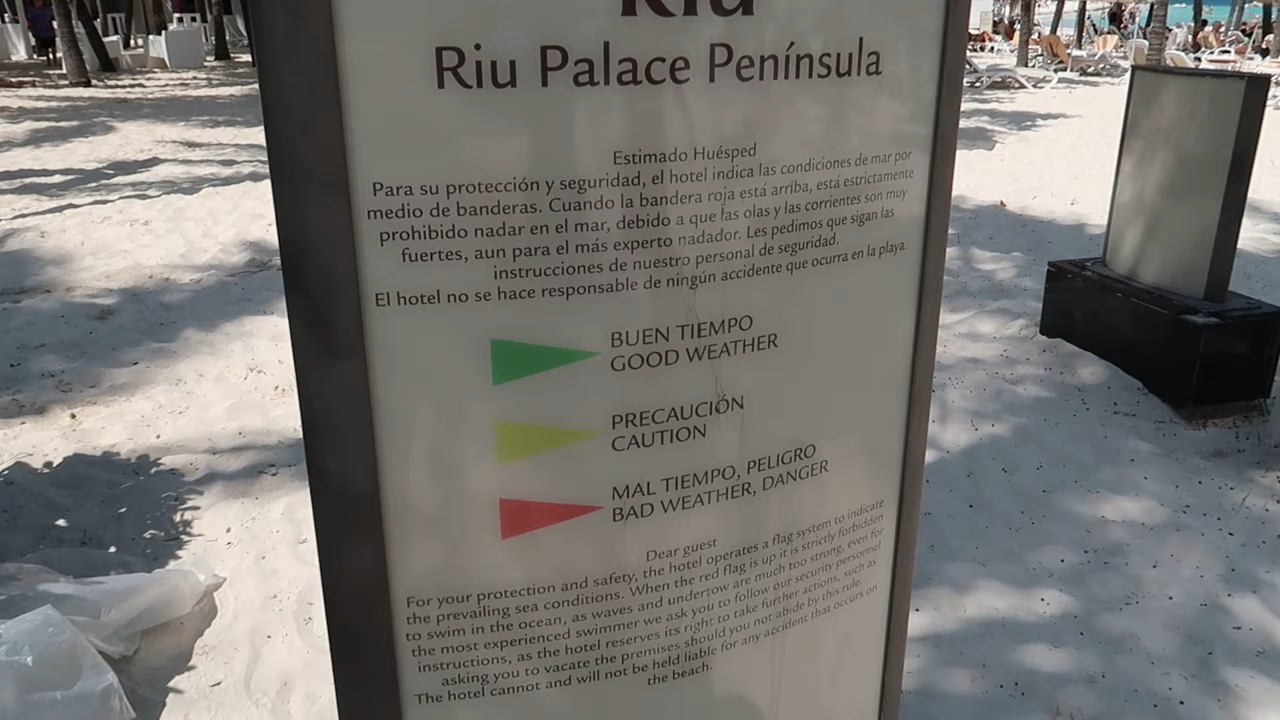 Riu
Riu Palace Península
Estimado Huésped
Para su protección y seguridad, el hotel indica las condiciones de mar por
medio de banderas. Cuando la bandera roja está arriba, está estrictamente
prohibido nadar en el mar, debido a que las olas y las corrientes son muy
fuertes, aun para el más experto nadador. Les pedimos que sigan las
instrucciones de nuestro personal de seguridad.
El hotel no se hace responsable de ningún accidente que ocurra en la playa.
BUEN TIEMPO
GOOD WEATHER
PRECAUCIÓN
CAUTION
MAL TIEMPO, PELIGRO
BAD WEATHER, DANGER
Dear guest
For your protection and safety, the hotel operates a flag system to indicate
the prevailing sea conditions. When the red flag is up it is strictly forbidden
to swim in the ocean, as waves and undertow are much too strong, even for
the most experienced swimmer we ask you to follow our security personnel
instructions, as the hotel reserves its right to take further actions, such as
asking you to vacate the premises should you not abide by this rule.
The hotel cannot and will not be held liable for any accident that occurs on
the beach.